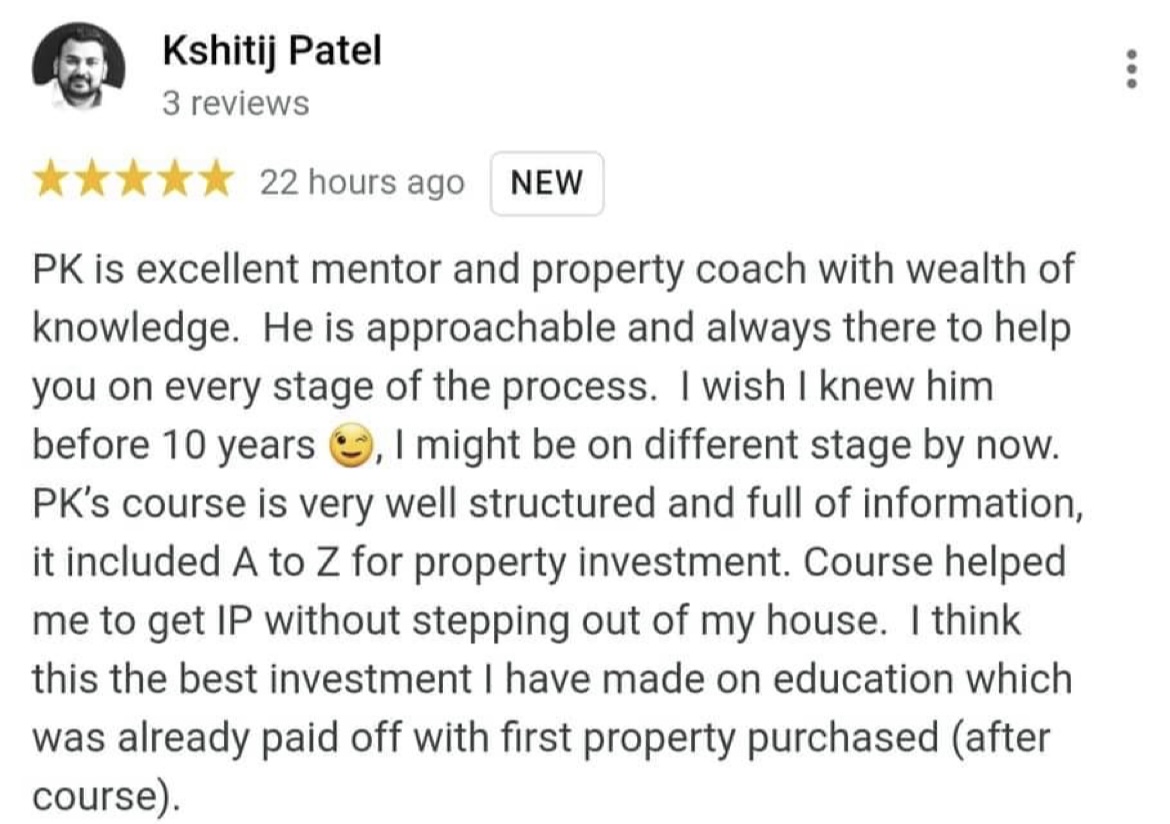 Kshitij Patel
3 reviews
22 hours ago NEW
PK is excellent mentor and property coach with wealth of
knowledge.  He is approachable and always there to help
you on every stage of the process.  I wish I knew him
before 10 years 😉, I might be on different stage by now.
PK's course is very well structured and full of information,
it included A to Z for property investment. Course helped
me to get IP without stepping out of my house.  I think
this the best investment I have made on education which
was already paid off with first property purchased (after
course).